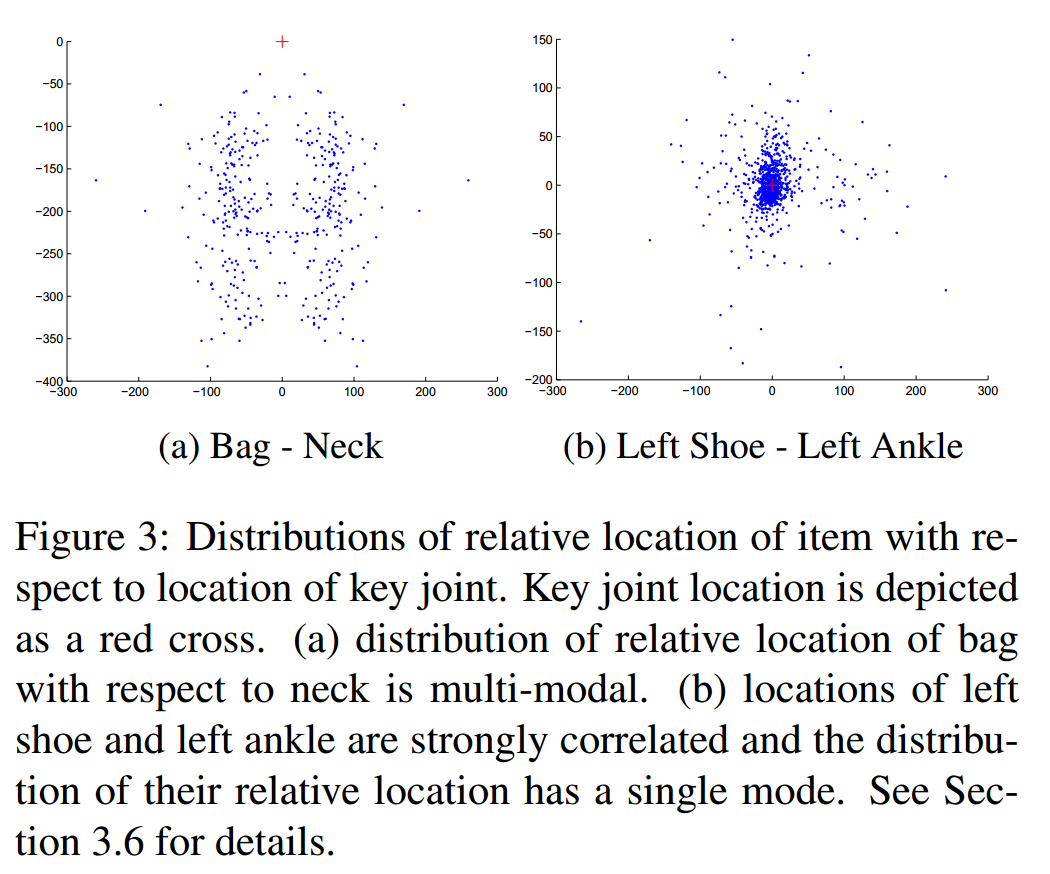 0
−50
−100
−150
−200
−250
−300
−350
−400
−300 −200 −100 0 100 200 300
150
100
50
0
−50
−100
−150
−200
−300 −200 −100 0 100 200 300
(a) Bag - Neck
(b) Left Shoe - Left Ankle
Figure 3: Distributions of relative location of item with re-
spect to location of key joint. Key joint location is depicted
as a red cross. (a) distribution of relative location of bag
with respect to neck is multi-modal. (b) locations of left
shoe and left ankle are strongly correlated and the distribu-
tion of their relative location has a single mode. See Sec-
tion 3.6 for details.